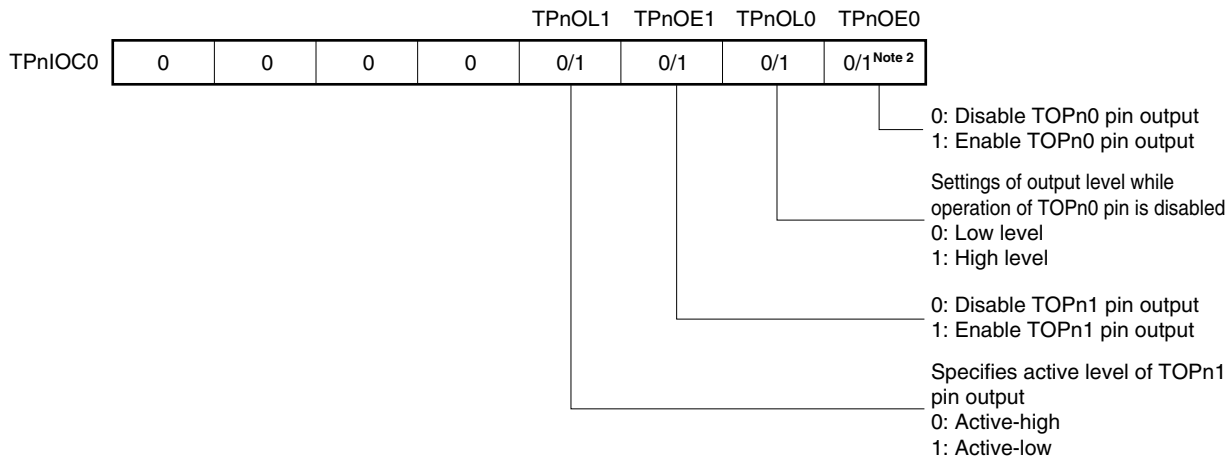 TPnOL1 TPnOE1 TPnOL0 TPnOE0
TPnIOC0 0 0 0 0 0/1 0/1 0/1 0/1 Note 2
0: Disable TOPn0 pin output
1: Enable TOPn0 pin output
Settings of output level while
operation of TOPn0 pin is disabled
0: Low level
1: High level
0: Disable TOPn1 pin output
1: Enable TOPn1 pin output
Specifies active level of TOPn1
pin output
0: Active-high
1: Active-low